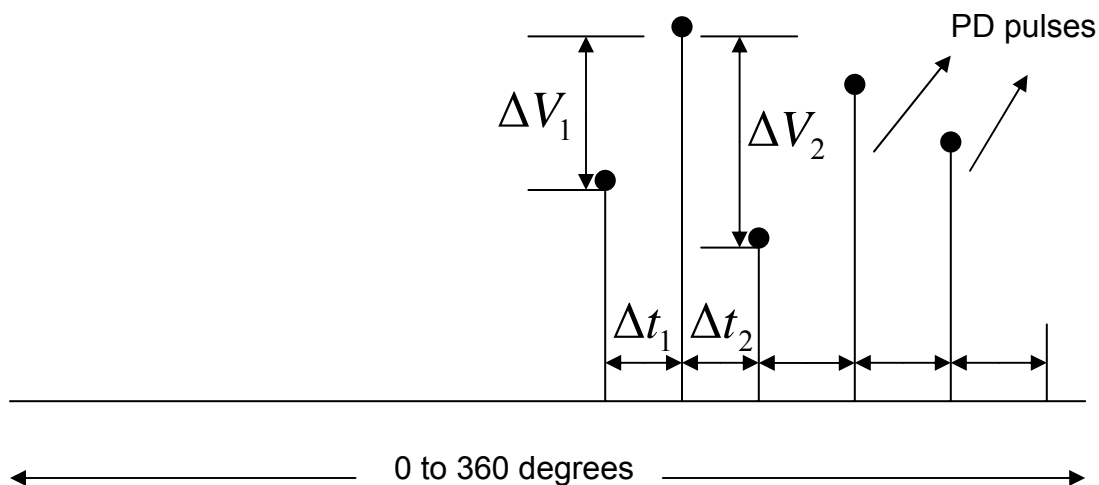 PD pulses
ΔV₁
ΔV₂
Δt₁
Δt₂
0 to 360 degrees